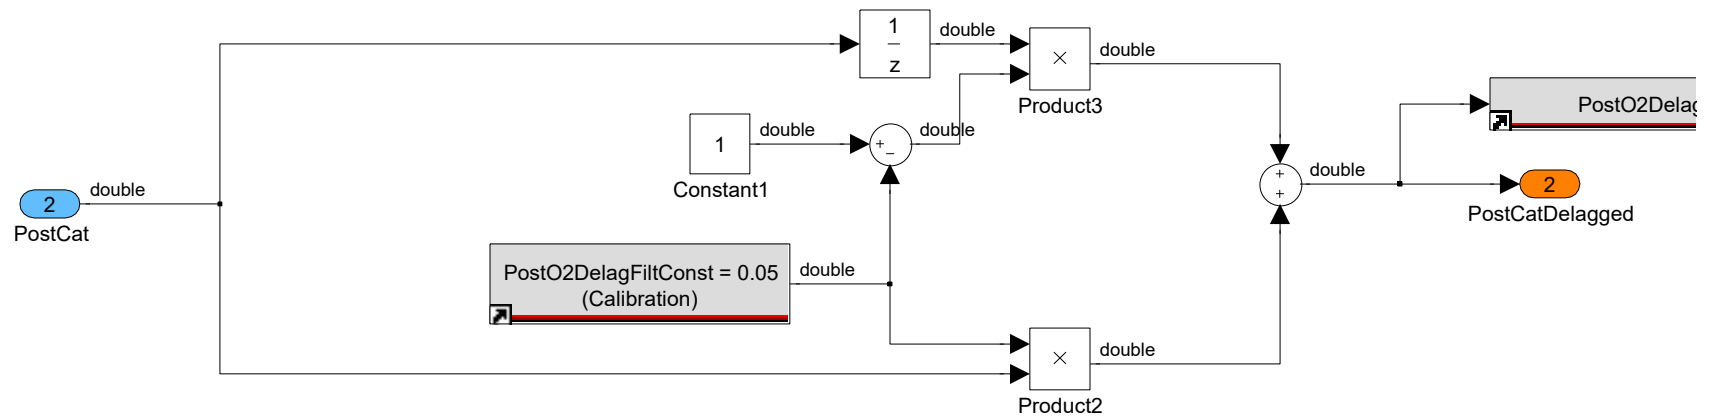 1
z
double
double
×
Product3
double
1
Constant1
double
+
−
double
2
PostCat
double
PostO2DelagFiltConst = 0.05
(Calibration)
double
×
Product2
double
+
+
double
PostO2Delag
2
PostCatDelagged